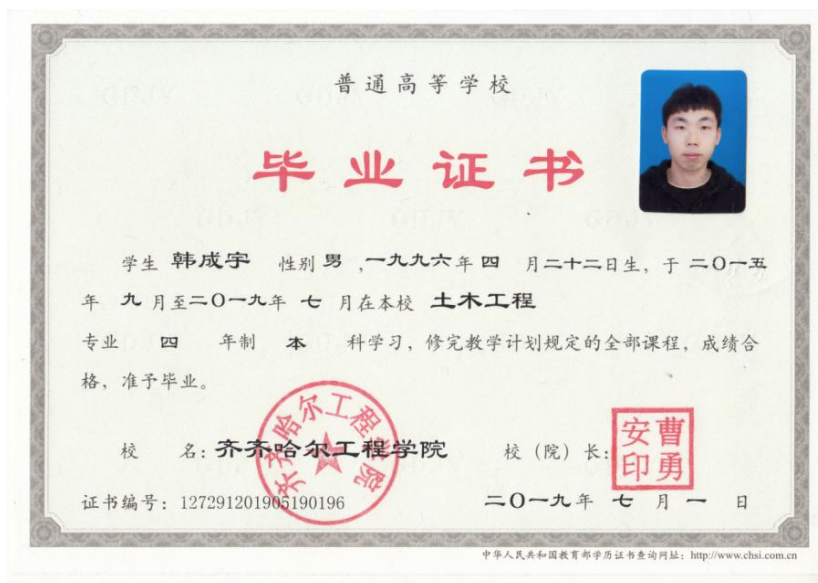 普通高等学校
毕业证书
学生 韩成宇 性别 男 ,一九九六年 四 月二十二日生，于 二〇一五
年 九 月至二〇一九年 七 月在本校 土木工程
专业 四 年制 本 科学习，修完教学计划规定的全部课程，成绩合
格，准予毕业。
校 名：齐齐哈尔工程学院 校（院）长：
齐齐哈尔工程学院
曹勇
安印
证书编号：127291201905190196 二〇一九年 七 月 一 日
中华人民共和国教育部学历证书查询网址：http://www.chsi.com.cn